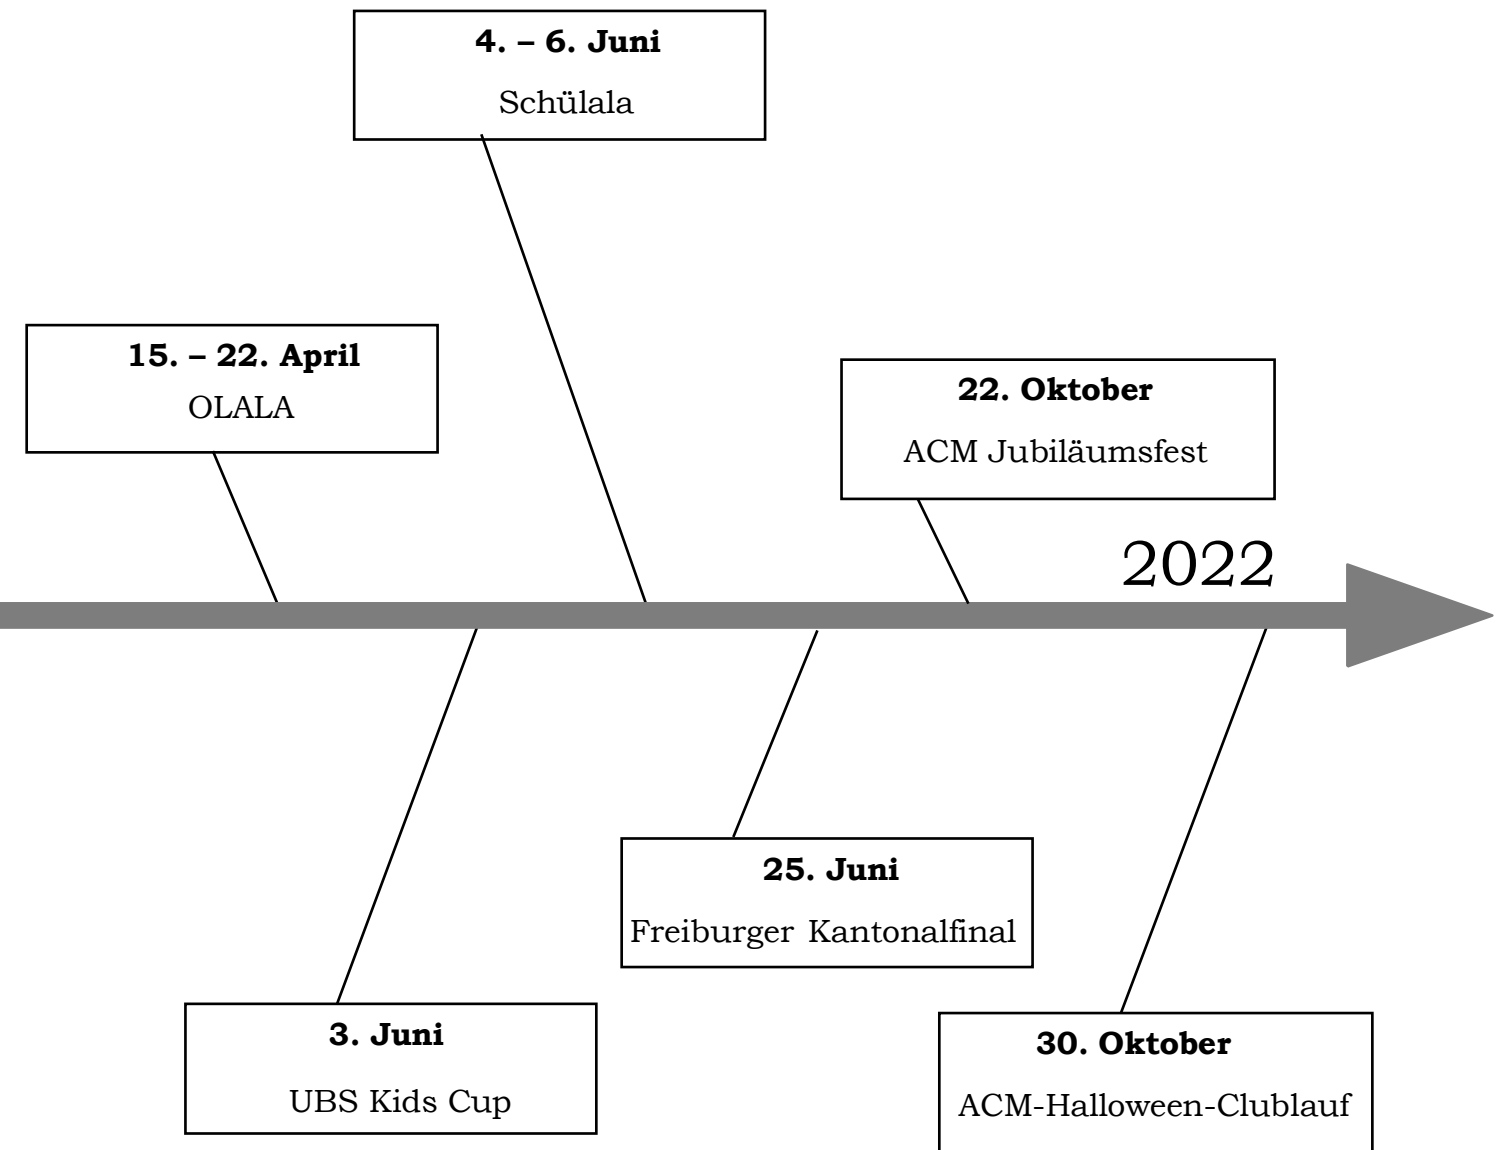 4. – 6. Juni
Schülala
15. – 22. April
OLALA
22. Oktober
ACM Jubiläumsfest
2022
25. Juni
Freiburger Kantonalfinal
3. Juni
UBS Kids Cup
30. Oktober
ACM-Halloween-Clublauf